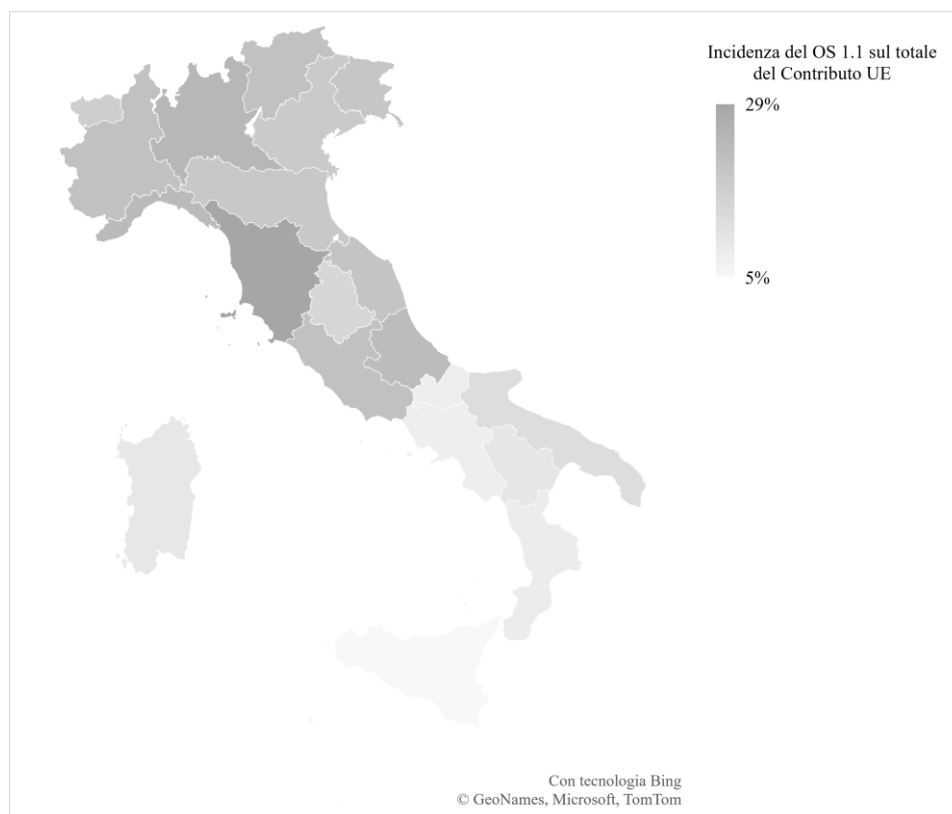 Incidenza del OS 1.1 sul totale
del Contributo UE
29%
5%
Con tecnologia Bing
© GeoNames, Microsoft, TomTom